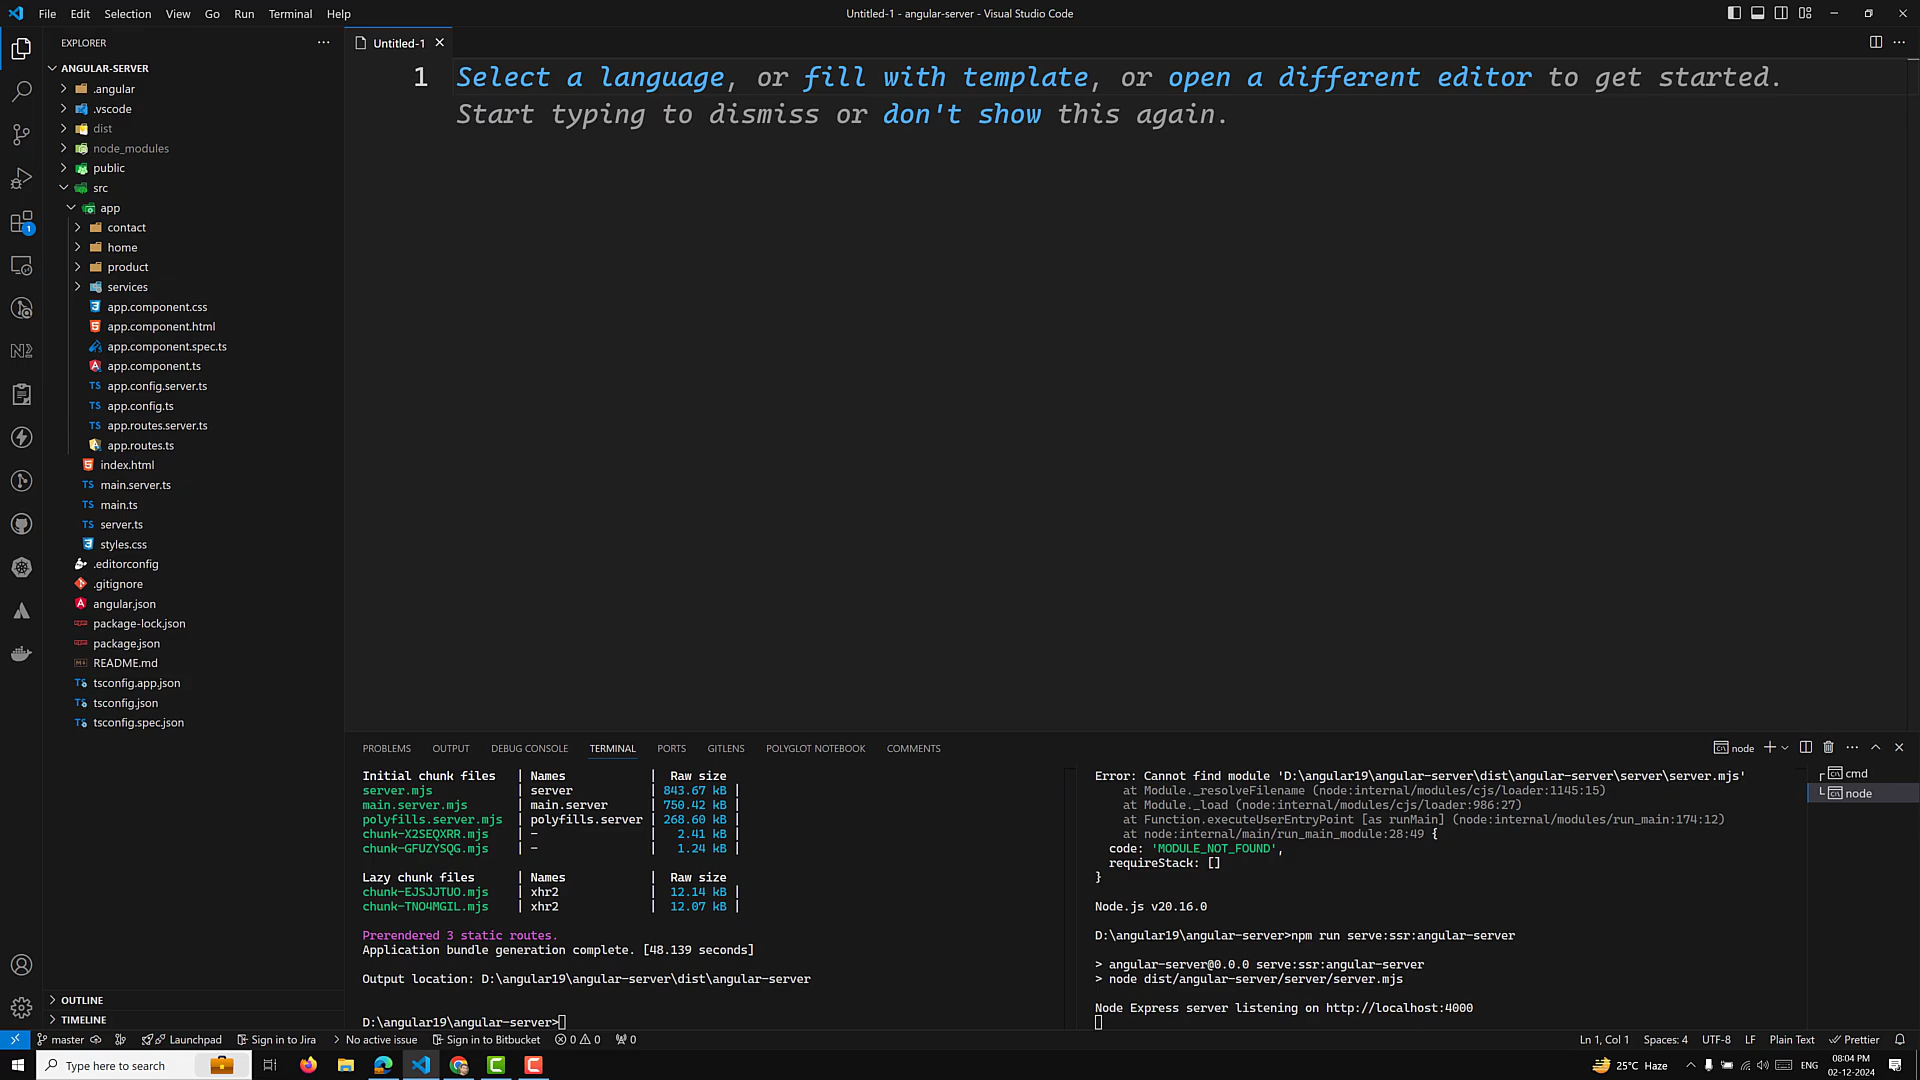 File Edit Selection View Go Run Terminal Help
Untitled-1 - angular-server - Visual Studio Code
EXPLORER
ANGULAR-SERVER
.angular
.vscode
dist
node_modules
public
src
app
contact
home
product
services
app.component.css
app.component.html
app.component.spec.ts
app.component.ts
app.config.server.ts
app.config.ts
app.routes.server.ts
app.routes.ts
index.html
main.server.ts
main.ts
server.ts
styles.css
.editorconfig
.gitignore
angular.json
package-lock.json
package.json
README.md
tsconfig.app.json
tsconfig.json
tsconfig.spec.json
OUTLINE
TIMELINE
Untitled-1
1 Select a language, or fill with template, or open a different editor to get started.
Start typing to dismiss or don't show this again.
PROBLEMS OUTPUT DEBUG CONSOLE TERMINAL PORTS GITLENS POLYGLOT NOTEBOOK COMMENTS
node
Initial chunk files | Names | Raw size
server.mjs | server | 843.67 kB |
main.server.mjs | main.server | 750.42 kB |
polyfills.server.mjs | polyfills.server | 268.60 kB |
chunk-X2SEQXRR.mjs | - | 2.41 kB |
chunk-GFUZYSQG.mjs | - | 1.24 kB |
Lazy chunk files | Names | Raw size
chunk-EJSJJTUO.mjs | xhr2 | 12.14 kB |
chunk-TNO4MGIL.mjs | xhr2 | 12.07 kB |
Prerendered 3 static routes.
Application bundle generation complete. [48.139 seconds]
Output location: D:\angular19\angular-server\dist\angular-server
D:\angular19\angular-server>
Error: Cannot find module 'D:\angular19\angular-server\dist\angular-server\server\server.mjs'
at Module._resolveFilename (node:internal/modules/cjs/loader:1145:15)
at Module._load (node:internal/modules/cjs/loader:986:27)
at Function.executeUserEntryPoint [as runMain] (node:internal/modules/run_main:174:12)
at node:internal/main/run_main_module:28:49 {
code: 'MODULE_NOT_FOUND',
requireStack: []
}
Node.js v20.16.0
D:\angular19\angular-server>npm run serve:ssr:angular-server
> angular-server@0.0.0 serve:ssr:angular-server
> node dist/angular-server/server/server.mjs
Node Express server listening on http://localhost:4000
cmd
node
master Launchpad Sign in to Jira No active issue Sign in to Bitbucket 0 0 0
Ln 1, Col 1 Spaces: 4 UTF-8 LF Plain Text Prettier
Type here to search
25°C Haze ENG
08:04 PM
02-12-2024